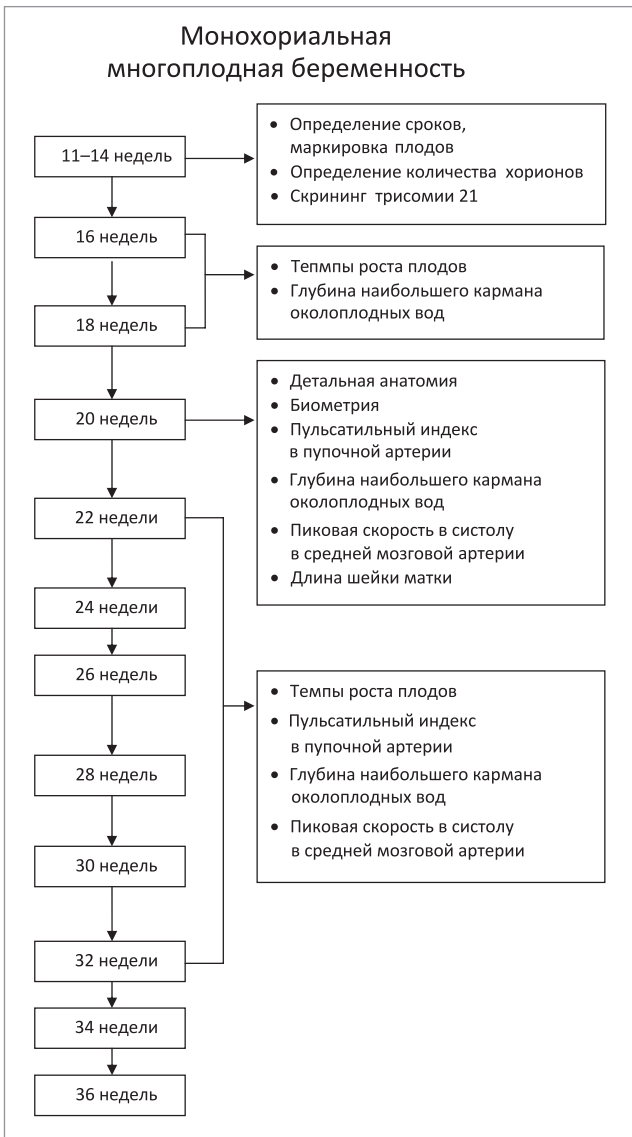 Монохориальная
многоплодная беременность
11–14 недель
• Определение сроков,
маркировка плодов
• Определение количества хорионов
• Скрининг трисомии 21
16 недель
18 недель
• Тепмпы роста плодов
• Глубина наибольшего кармана
околоплодных вод
20 недель
• Детальная анатомия
• Биометрия
• Пульсатильный индекс
в пупочной артерии
• Глубина наибольшего кармана
околоплодных вод
• Пиковая скорость в систолу
в средней мозговой артерии
• Длина шейки матки
22 недели
24 недели
26 недель
28 недель
30 недель
32 недели
• Темпы роста плодов
• Пульсатильный индекс
в пупочной артерии
• Глубина наибольшего кармана
околоплодных вод
• Пиковая скорость в систолу
в средней мозговой артерии
34 недели
36 недель